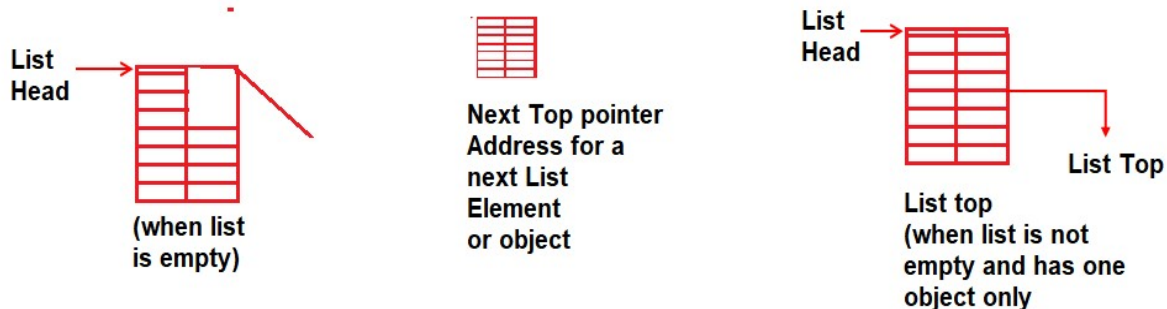 List
Head
(when list
is empty)
Next Top pointer
Address for a
next List
Element
or object
List
Head
List Top
List top
(when list is not
empty and has one
object only